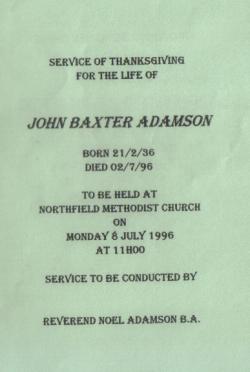 SERVICE OF THANKSGIVING
FOR THE LIFE OF
JOHN BAXTER ADAMSON
BORN 21/2/36
DIED 02/7/96
TO BE HELD AT
NORTHFIELD METHODIST CHURCH
ON
MONDAY 8 JULY 1996
AT 11H00
SERVICE TO BE CONDUCTED BY
REVEREND NOEL ADAMSON B.A.